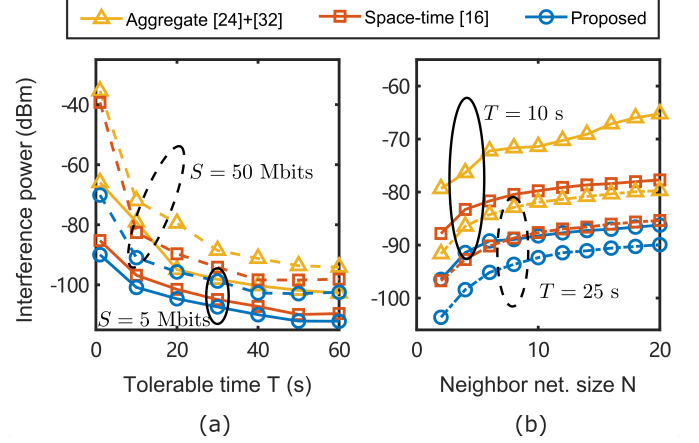 Aggregate [24]+[32] Space-time [16] Proposed
Interference power (dBm)
-40
-60
-80
-100
S = 50 Mbits
S = 5 Mbits
0 20 40 60
Tolerable time T (s)
(a)
-60
-70
-80
-90
-100
T = 10 s
T = 25 s
0 10 20
Neighbor net. size N
(b)